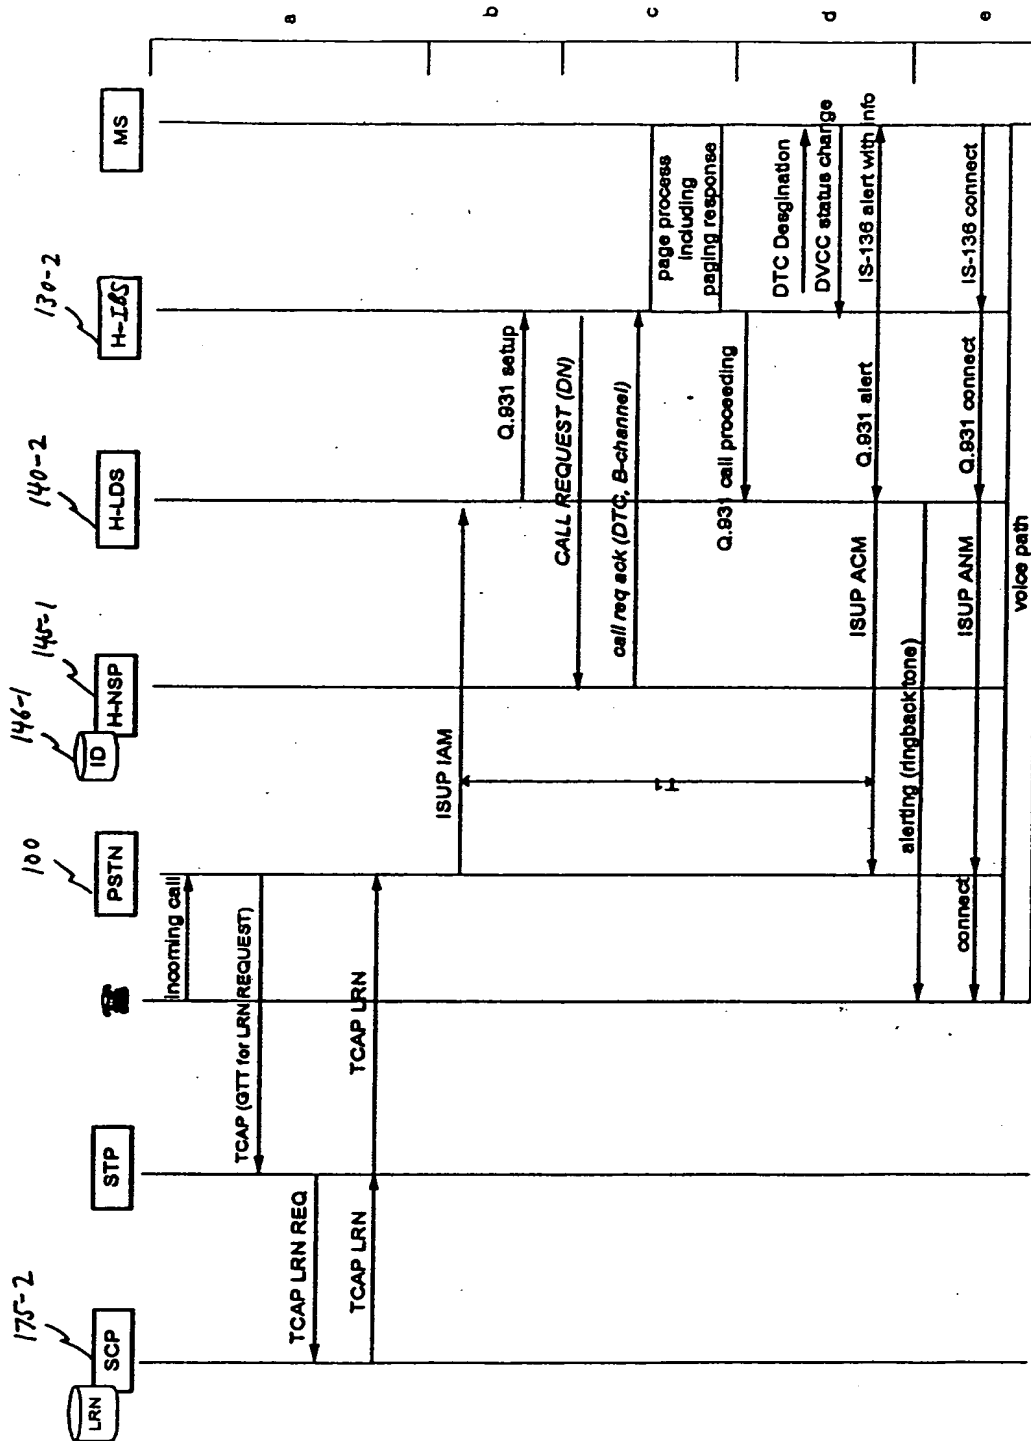 LRN
SCP
175-2
STP
PSTN
100
ID
146-1
H-NSP
145-1
H-LDS
140-2
H-IBS
130-2
MS
incoming call
TCAP (GTT for LRN REQUEST)
TCAP LRN REQ
TCAP LRN
TCAP LRN
a
ISUP IAM
Q.931 setup
b
CALL REQUEST (DN)
call req ack (DTC, B-channel)
page process
including
paging response
c
T1
Q.931 call proceeding
DTC Desgination
DVCC status change
ISUP ACM
Q.931 alert
IS-136 alert with info
d
alerting (ringback tone)
connect
ISUP ANM
Q.931 connect
IS-136 connect
e
voice path